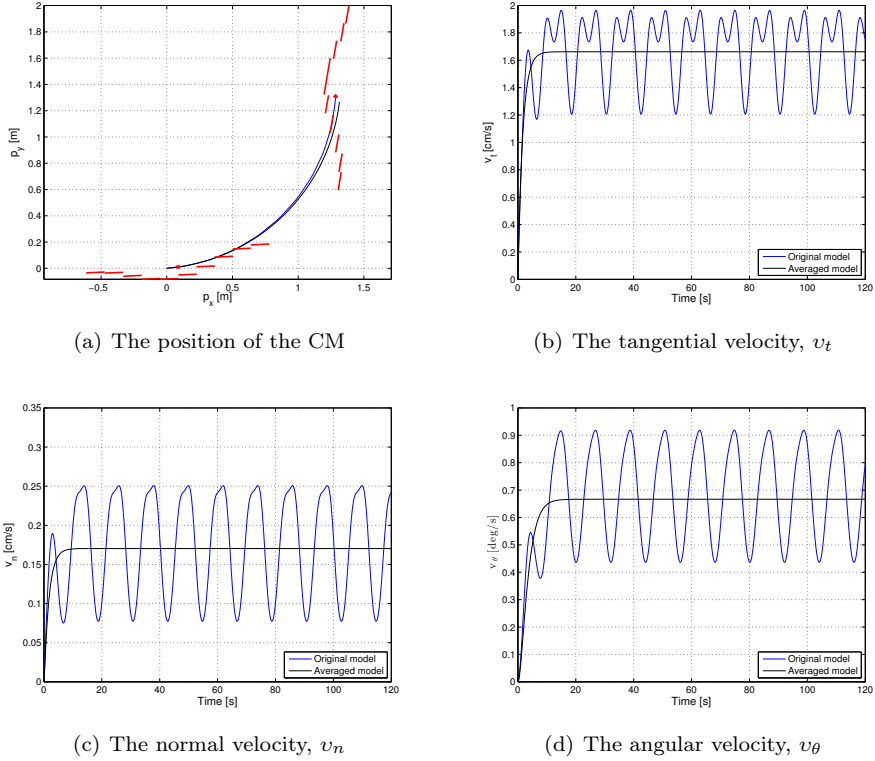 2
1.8
1.6
1.4
1.2
1
0.8
0.6
0.4
0.2
0
p_y [m]
−0.5 0 0.5 1 1.5
p_x [m]
(a) The position of the CM
2
1.8
1.6
1.4
1.2
1
0.8
0.6
0.4
0.2
0
v_t [cm/s]
Original model
Averaged model
0 20 40 60 80 100 120
Time [s]
(b) The tangential velocity, υ_t
0.35
0.3
0.25
0.2
0.15
0.1
0.05
0
v_n [cm/s]
Original model
Averaged model
0 20 40 60 80 100 120
Time [s]
(c) The normal velocity, υ_n
1
0.9
0.8
0.7
0.6
0.5
0.4
0.3
0.2
0.1
0
v_θ [deg/s]
Original model
Averaged model
0 20 40 60 80 100 120
Time [s]
(d) The angular velocity, υ_θ